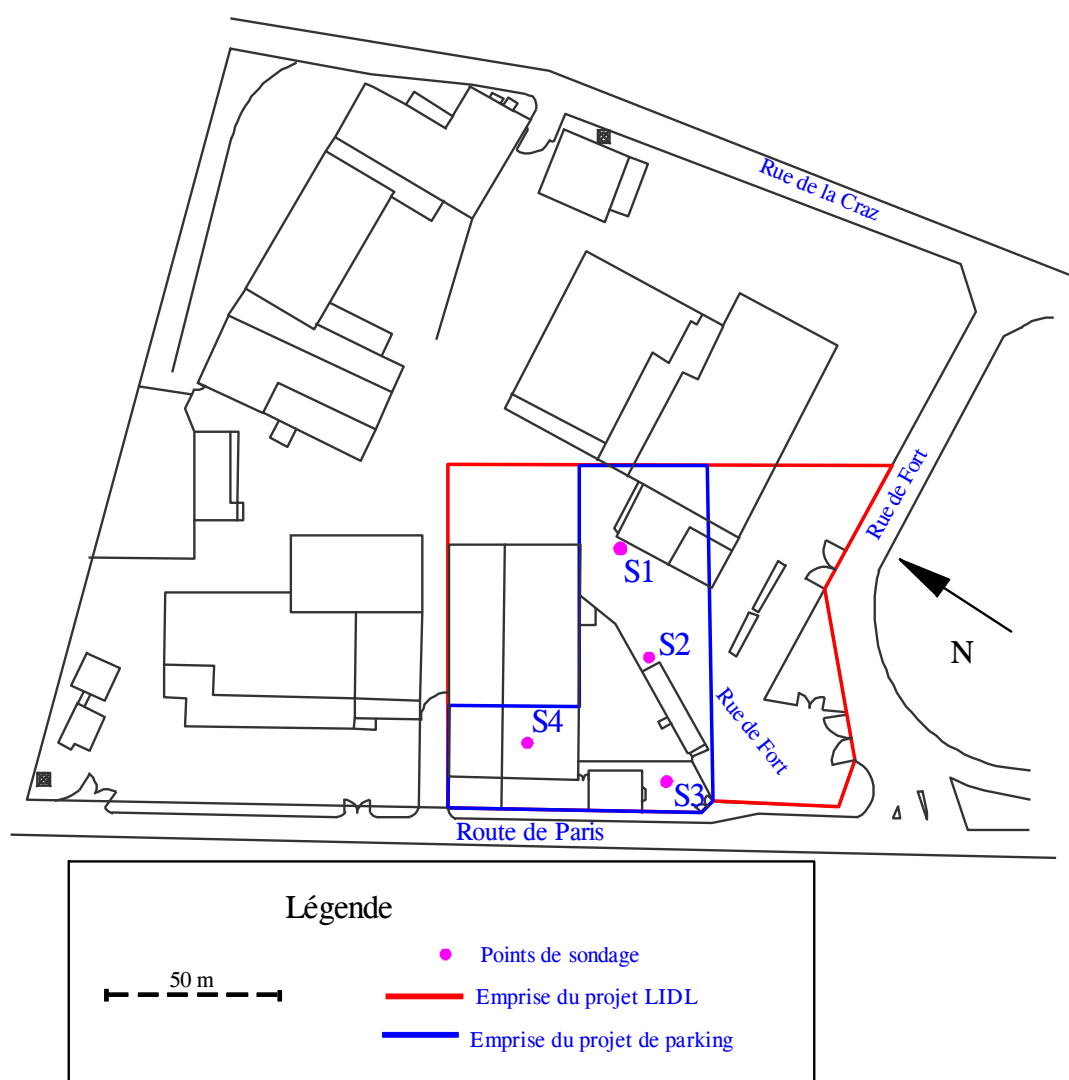 Rue de la Craz
Rue de Fort
S1
N
S2
Rue de Fort
S4
S3
Route de Paris
Légende
Points de sondage
50 m
Emprise du projet LIDL
Emprise du projet de parking